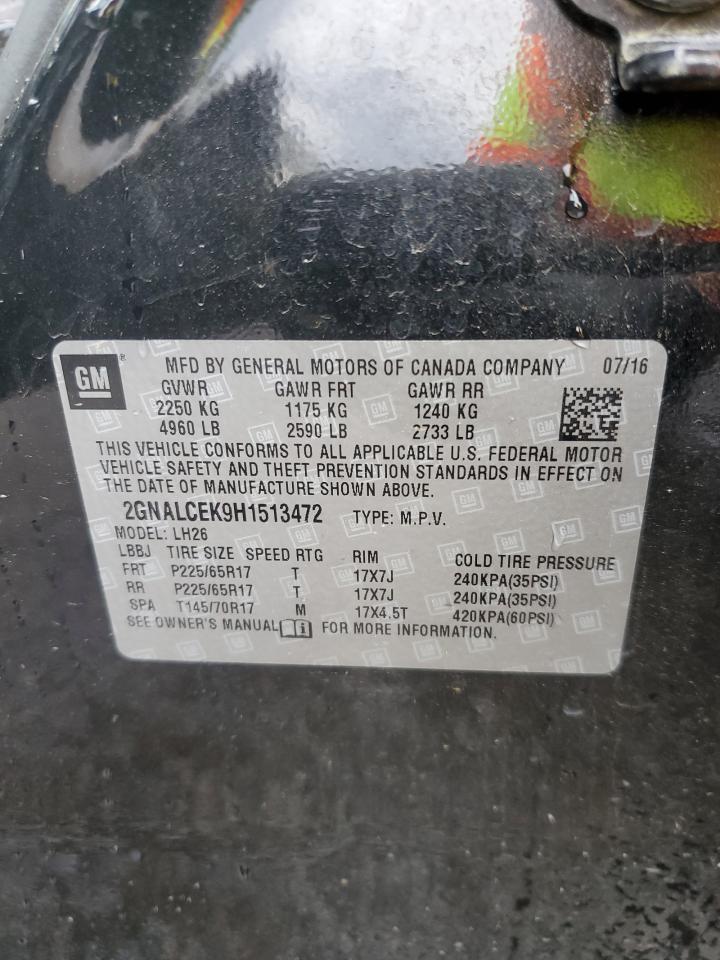 GM ® MFD BY GENERAL MOTORS OF CANADA COMPANY 07/16
GVWR GAWR FRT GAWR RR
2250 KG 1175 KG 1240 KG
4960 LB 2590 LB 2733 LB
THIS VEHICLE CONFORMS TO ALL APPLICABLE U.S. FEDERAL MOTOR
VEHICLE SAFETY AND THEFT PREVENTION STANDARDS IN EFFECT ON
THE DATE OF MANUFACTURE SHOWN ABOVE.
2GNALCEK9H1513472 TYPE: M.P.V.
MODEL: LH26
LBBJ TIRE SIZE SPEED RTG RIM COLD TIRE PRESSURE
FRT P225/65R17 T 17X7J 240KPA(35PSI)
RR P225/65R17 T 17X7J 240KPA(35PSI)
SPA T145/70R17 M 17X4.5T 420KPA(60PSI)
SEE OWNER'S MANUAL i FOR MORE INFORMATION.